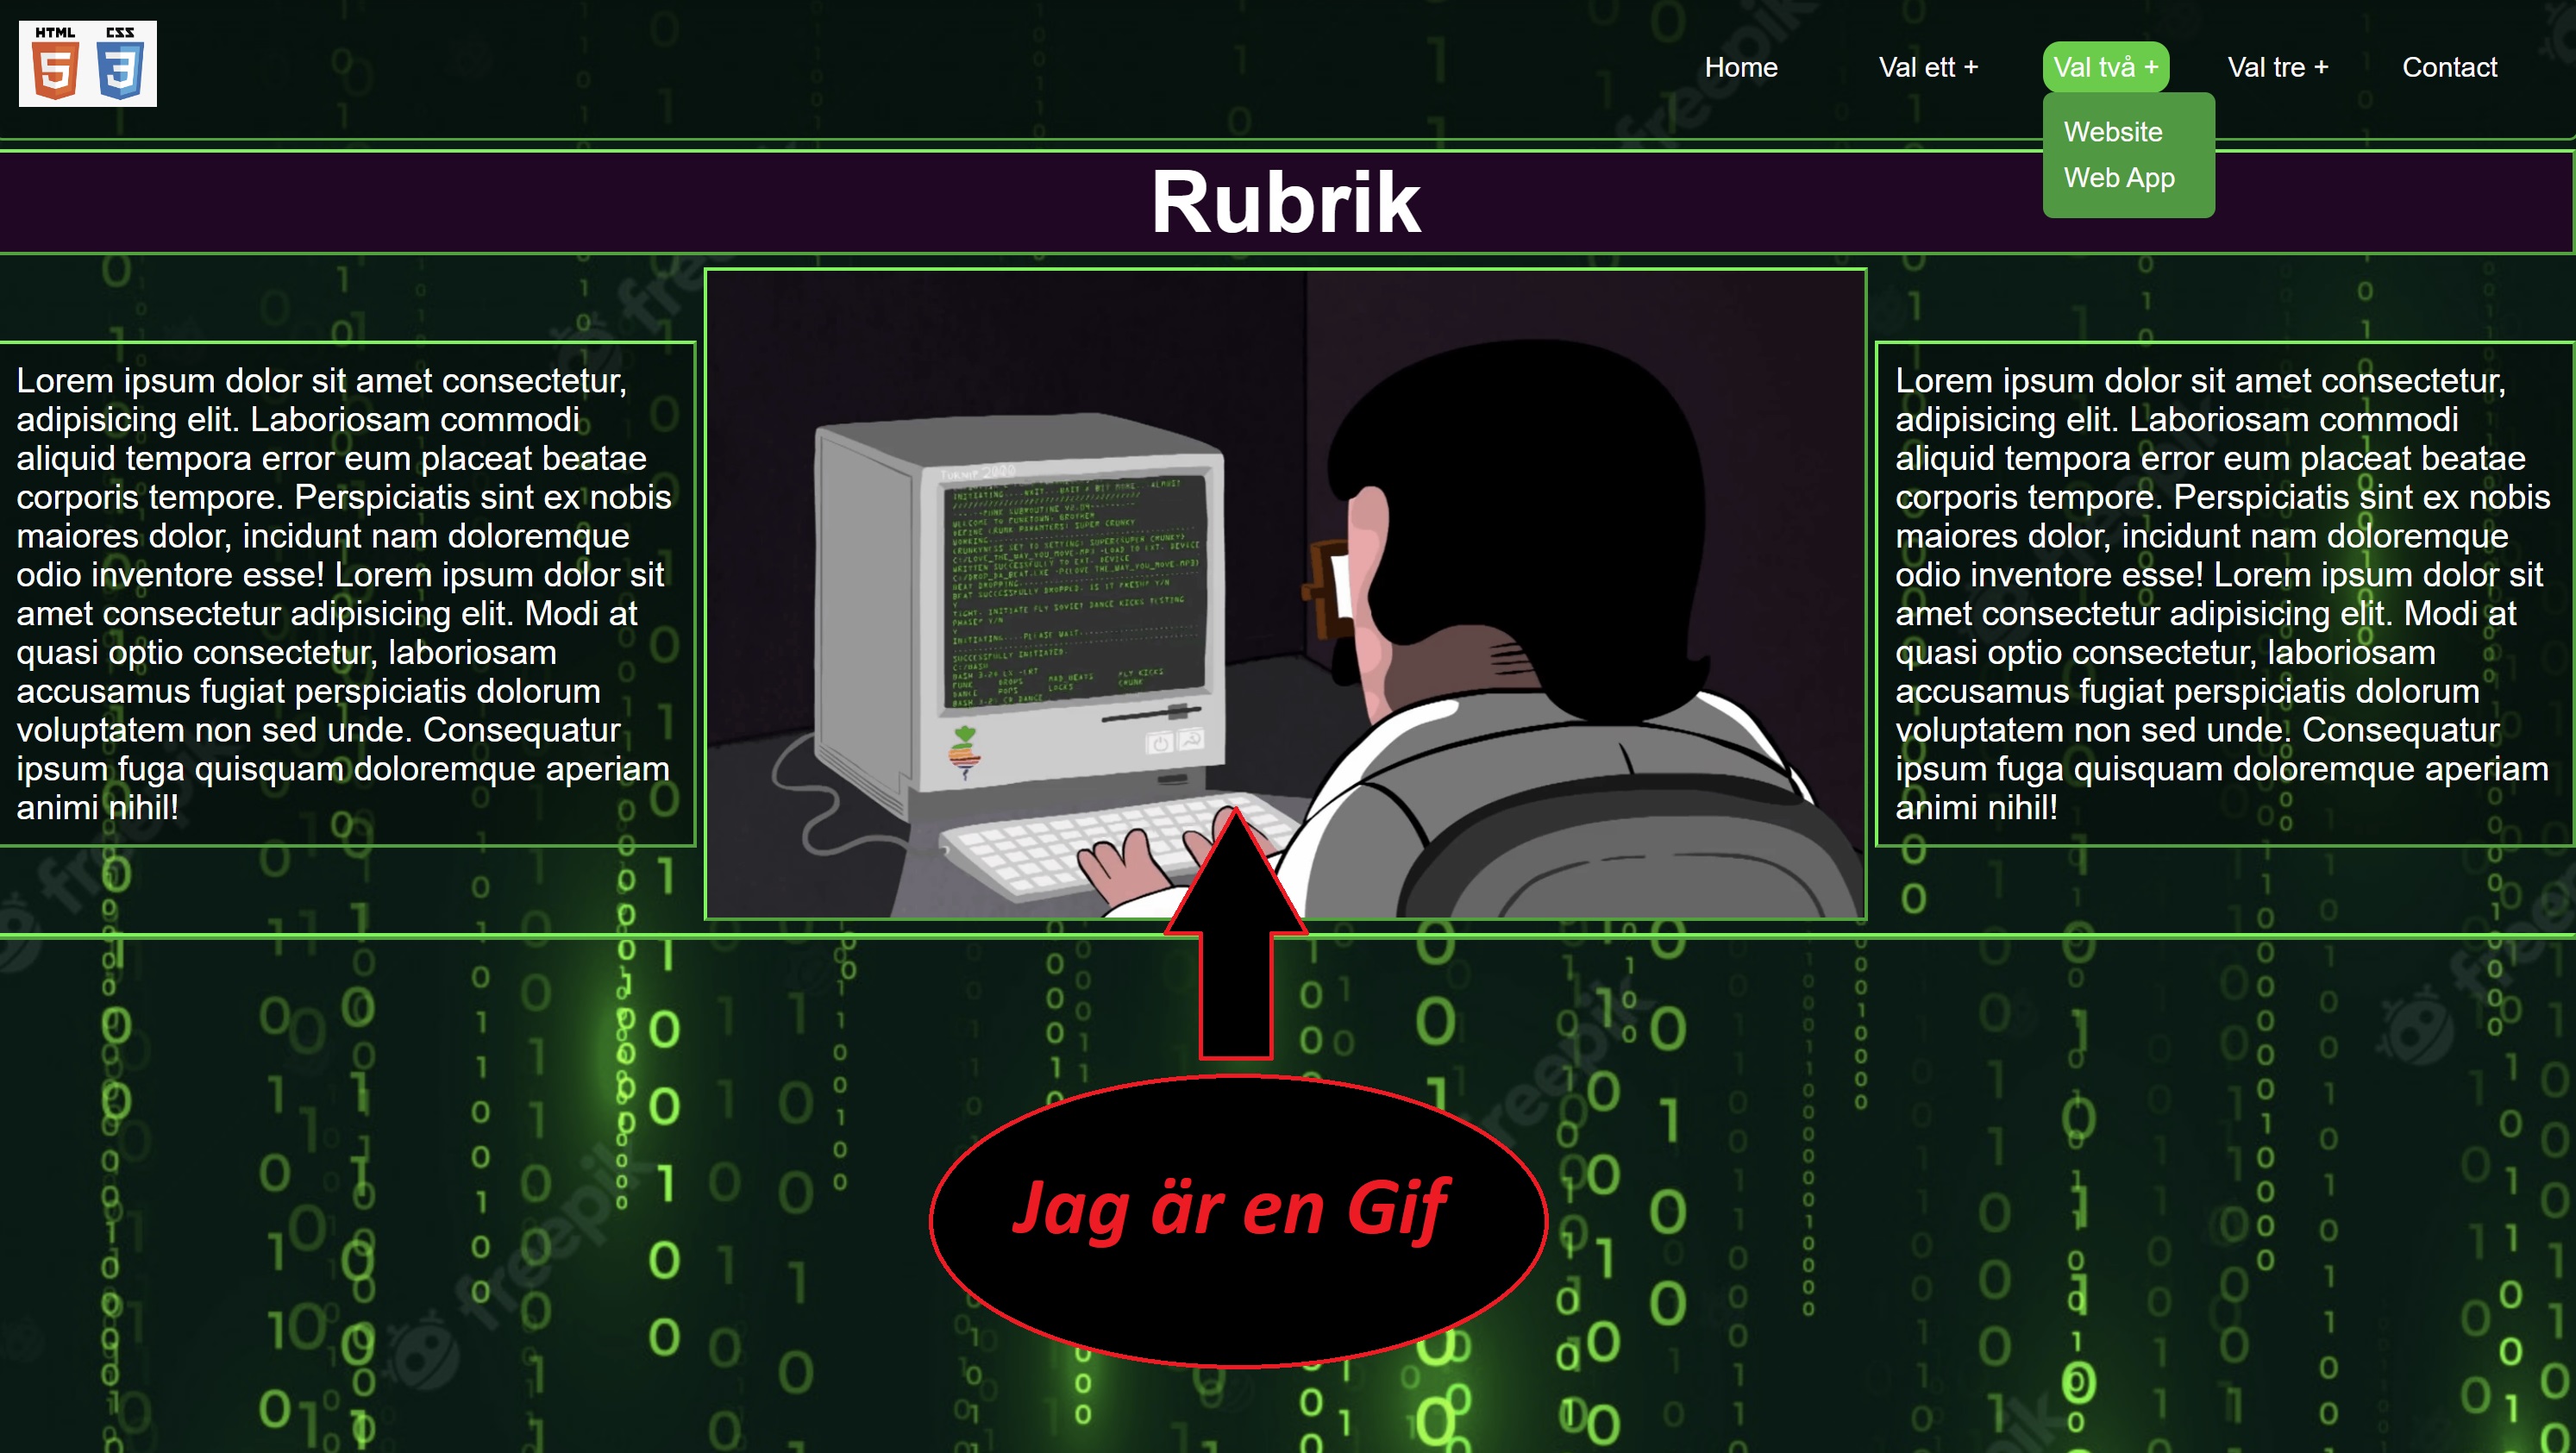 HTML CSS
5 3
Home Val ett + Val två + Val tre + Contact
Website
Web App
Rubrik
Lorem ipsum dolor sit amet consectetur,
adipisicing elit. Laboriosam commodi
aliquid tempora error eum placeat beatae
corporis tempore. Perspiciatis sint ex nobis
maiores dolor, incidunt nam doloremque
odio inventore esse! Lorem ipsum dolor sit
amet consectetur adipisicing elit. Modi at
quasi optio consectetur, laboriosam
accusamus fugiat perspiciatis dolorum
voluptatem non sed unde. Consequatur
ipsum fuga quisquam doloremque aperiam
animi nihil!
WELCOME TO FUNKTOWN, BROTHER
SUCCESSFULLY INITIATED.
Lorem ipsum dolor sit amet consectetur,
adipisicing elit. Laboriosam commodi
aliquid tempora error eum placeat beatae
corporis tempore. Perspiciatis sint ex nobis
maiores dolor, incidunt nam doloremque
odio inventore esse! Lorem ipsum dolor sit
amet consectetur adipisicing elit. Modi at
quasi optio consectetur, laboriosam
accusamus fugiat perspiciatis dolorum
voluptatem non sed unde. Consequatur
ipsum fuga quisquam doloremque aperiam
animi nihil!
Jag är en Gif
freepik